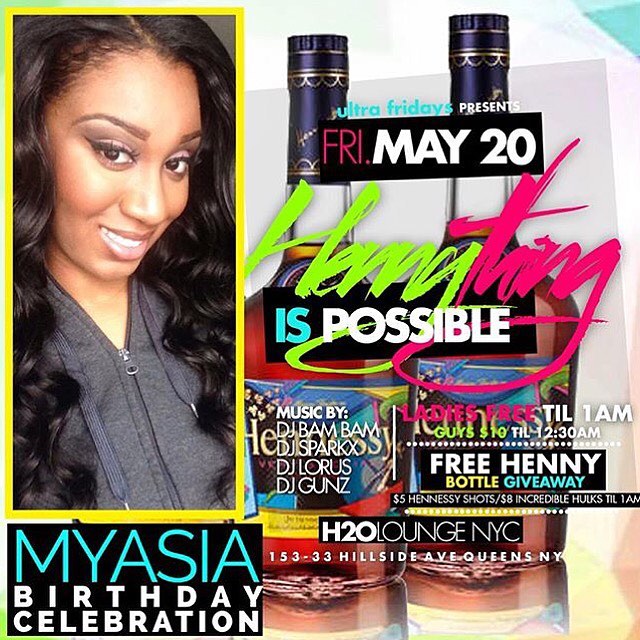 ultra fridays PRESENTS
FRI. MAY 20
Hennything
IS POSSIBLE
MUSIC BY:
DJ BAM BAM
DJ SPARKX
DJ LORUS
DJ GUNZ
LADIES FREE TIL 1AM
GUYS $10 TIL 12:30AM
FREE HENNY
BOTTLE GIVEAWAY
$5 HENNESSY SHOTS/$8 INCREDIBLE HULKS TIL 1AM
H2O LOUNGE NYC
153-33 HILLSIDE AVE QUEENS NY
Hennessy
MYASIA
BIRTHDAY
CELEBRATION